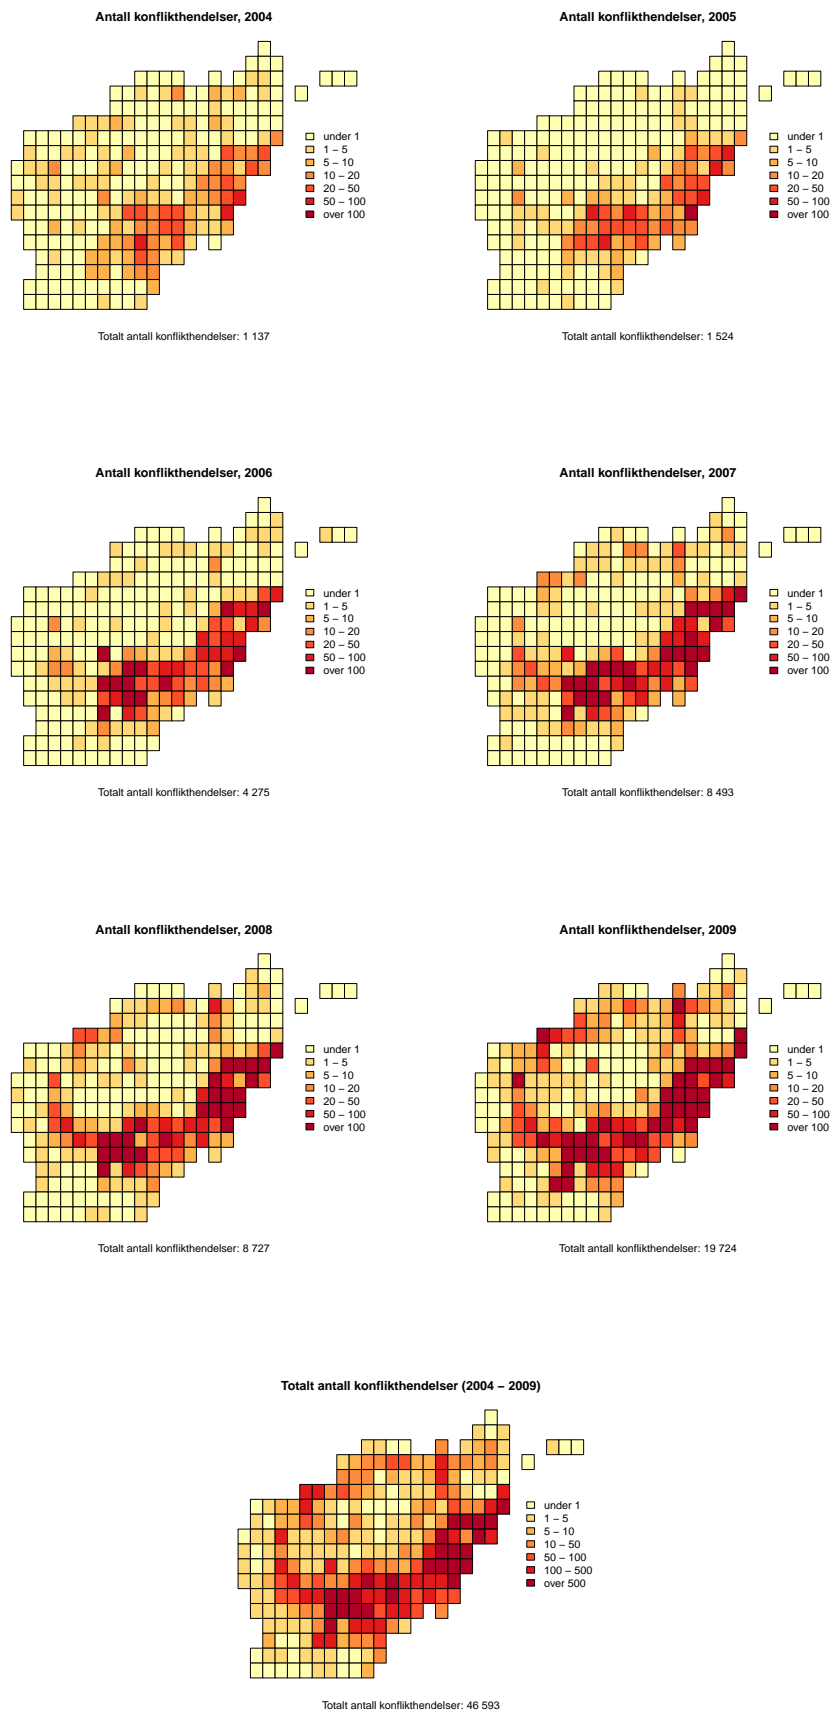 Antall konflikthendelser, 2004
under 1
1 – 5
5 – 10
10 – 20
20 – 50
50 – 100
over 100
Totalt antall konflikthendelser: 1 137
Antall konflikthendelser, 2005
under 1
1 – 5
5 – 10
10 – 20
20 – 50
50 – 100
over 100
Totalt antall konflikthendelser: 1 524
Antall konflikthendelser, 2006
under 1
1 – 5
5 – 10
10 – 20
20 – 50
50 – 100
over 100
Totalt antall konflikthendelser: 4 275
Antall konflikthendelser, 2007
under 1
1 – 5
5 – 10
10 – 20
20 – 50
50 – 100
over 100
Totalt antall konflikthendelser: 8 493
Antall konflikthendelser, 2008
under 1
1 – 5
5 – 10
10 – 20
20 – 50
50 – 100
over 100
Totalt antall konflikthendelser: 8 727
Antall konflikthendelser, 2009
under 1
1 – 5
5 – 10
10 – 20
20 – 50
50 – 100
over 100
Totalt antall konflikthendelser: 19 724
Totalt antall konflikthendelser (2004 – 2009)
under 1
1 – 5
5 – 10
10 – 50
50 – 100
100 – 500
over 500
Totalt antall konflikthendelser: 46 593